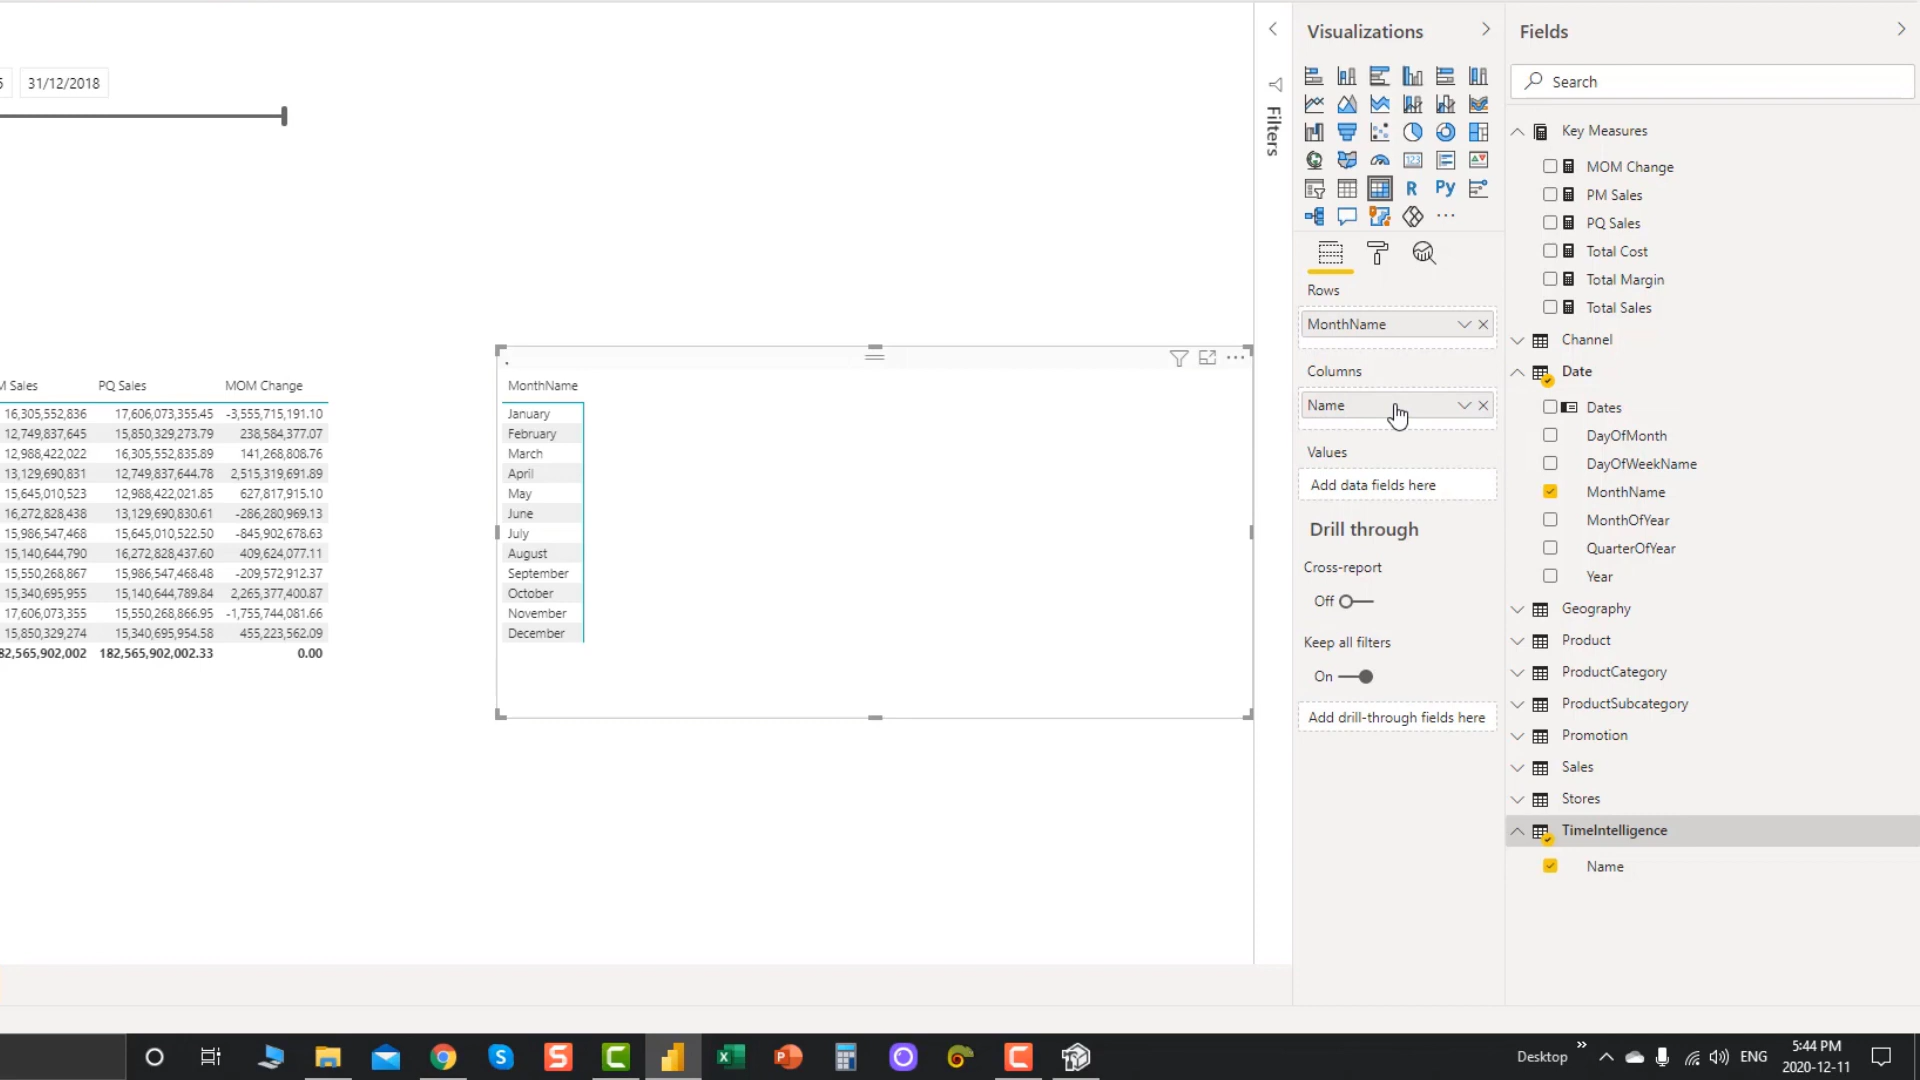 31/12/2018
Sales PQ Sales MOM Change
16,305,552,836 17,606,073,355.45 -3,555,715,191.10
12,749,837,645 15,850,329,273.79 238,584,377.07
12,988,422,022 16,305,552,835.89 141,268,808.76
13,129,690,831 12,749,837,644.78 2,515,319,691.89
15,645,010,523 12,988,422,021.85 627,817,915.10
16,272,828,438 13,129,690,830.61 -286,280,969.13
15,986,547,468 15,645,010,522.50 -845,902,678.63
15,140,644,790 16,272,828,437.60 409,624,077.11
15,550,268,867 15,986,547,468.48 -209,572,912.37
15,340,695,955 15,140,644,789.84 2,265,377,400.87
17,606,073,355 15,550,268,866.95 -1,755,744,081.66
15,850,329,274 15,340,695,954.58 455,223,562.09
82,565,902,002 182,565,902,002.33 0.00
MonthName
January
February
March
April
May
June
July
August
September
October
November
December
Filters
Visualizations
R Py
Rows
MonthName
Columns
Name
Values
Add data fields here
Drill through
Cross-report
Off
Keep all filters
On
Add drill-through fields here
Fields
Search
Key Measures
MOM Change
PM Sales
PQ Sales
Total Cost
Total Margin
Total Sales
Channel
Date
Dates
DayOfMonth
DayOfWeekName
MonthName
MonthOfYear
QuarterOfYear
Year
Geography
Product
ProductCategory
ProductSubcategory
Promotion
Sales
Stores
TimeIntelligence
Name
Desktop
ENG
5:44 PM
2020-12-11